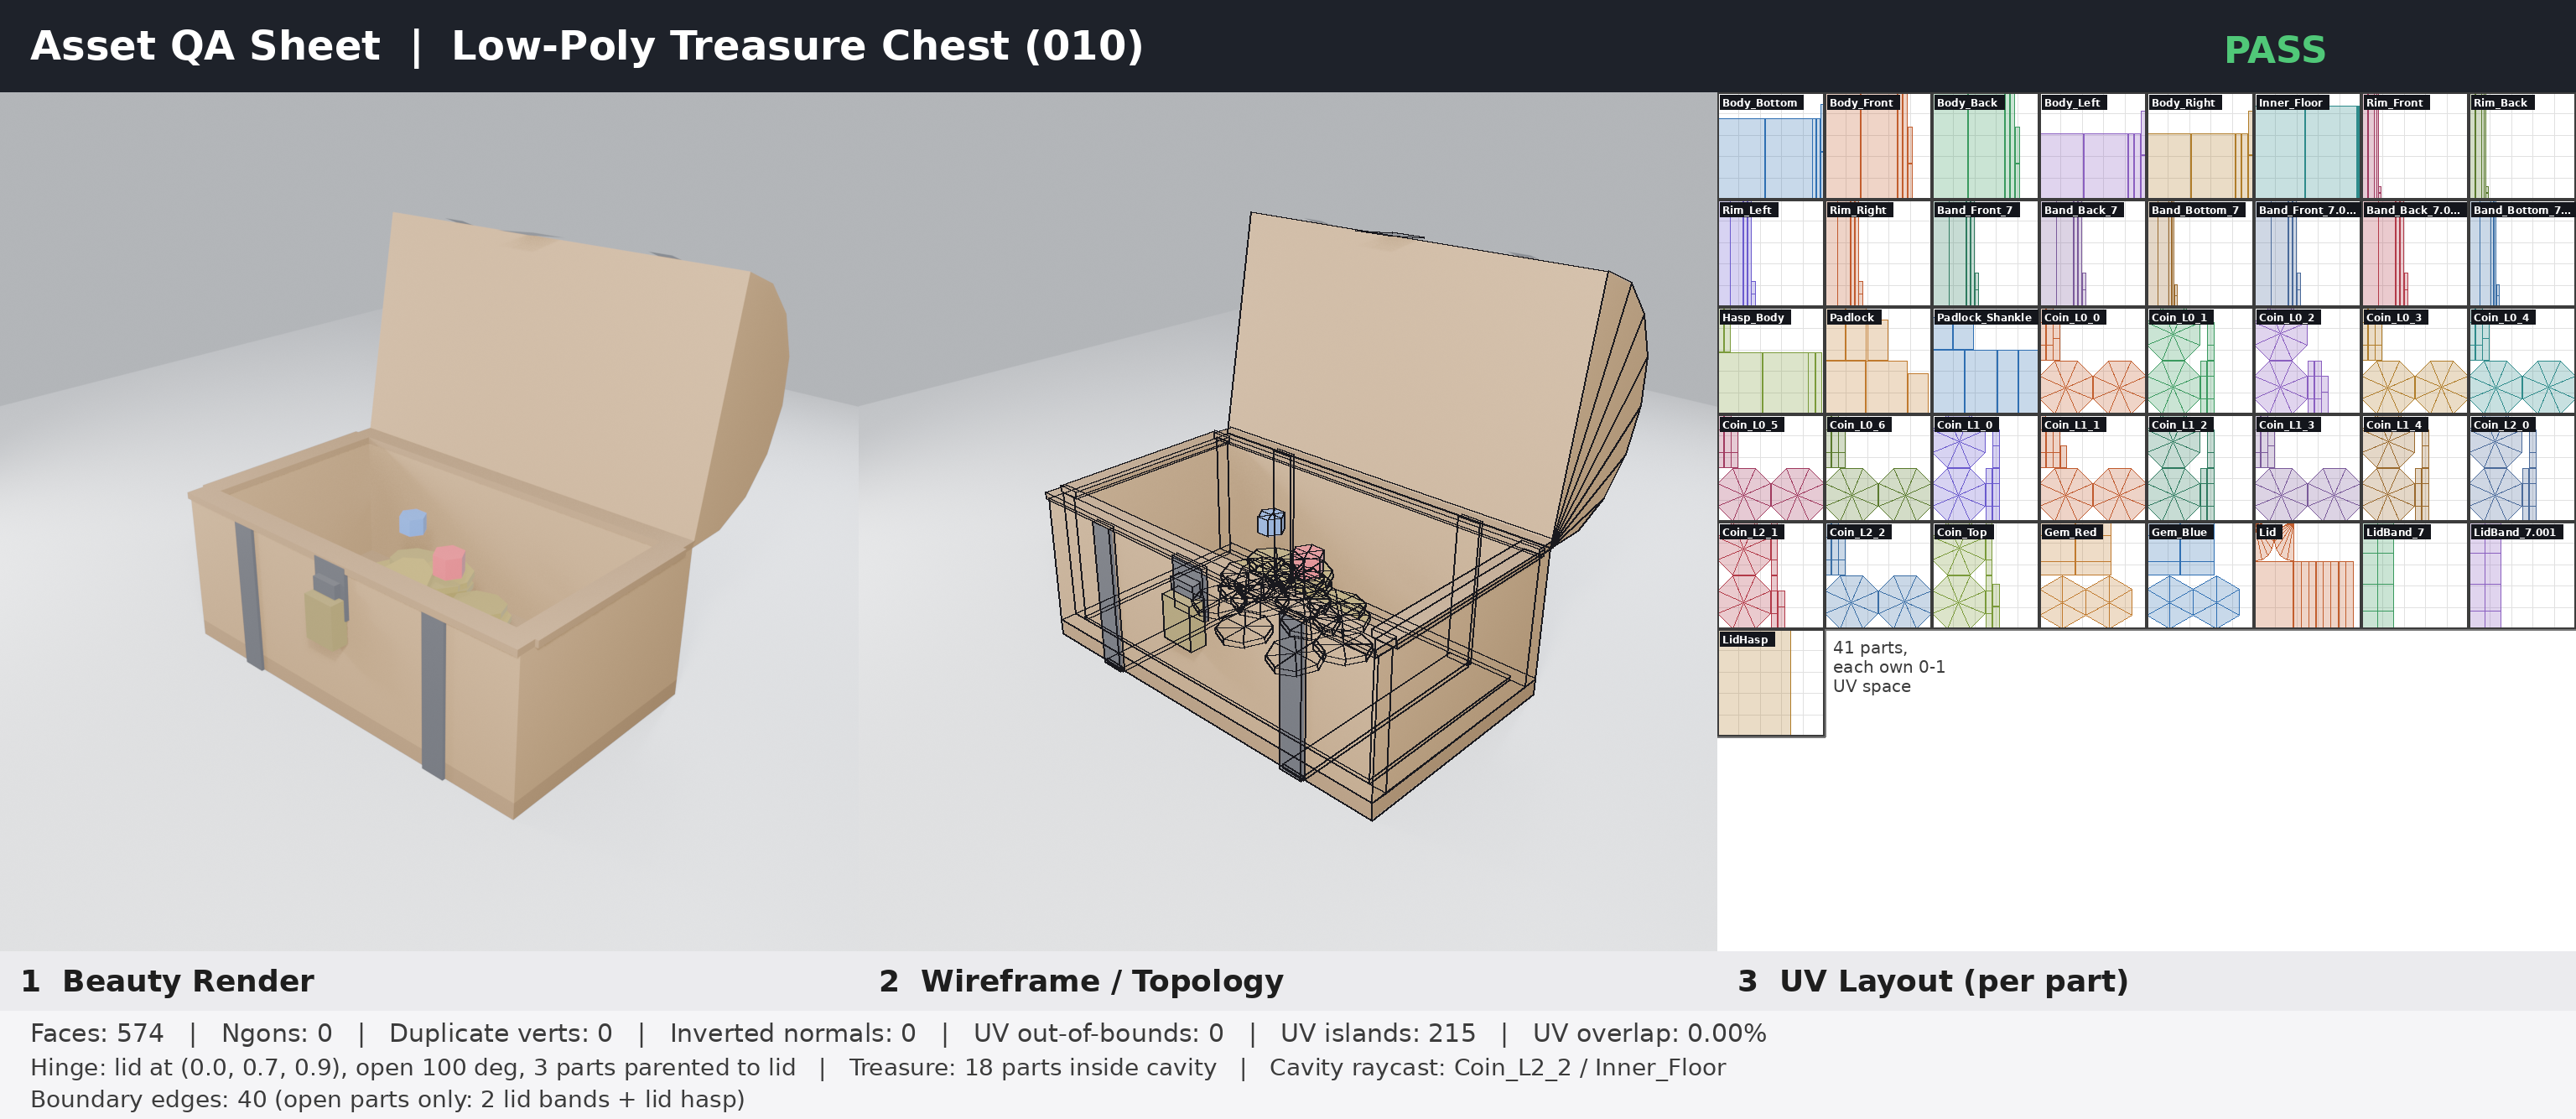 Asset QA Sheet | Low-Poly Treasure Chest (010)
PASS
Body_Bottom Body_Front Body_Back Body_Left Body_Right Inner_Floor Rim_Front Rim_Back
Rim_Left Rim_Right Band_Front_7 Band_Back_7 Band_Bottom_7 Band_Front_7.0... Band_Back_7.0... Band_Bottom_7...
Hasp_Body Padlock Padlock_Shankle Coin_L0_0 Coin_L0_1 Coin_L0_2 Coin_L0_3 Coin_L0_4
Coin_L0_5 Coin_L0_6 Coin_L1_0 Coin_L1_1 Coin_L1_2 Coin_L1_3 Coin_L1_4 Coin_L2_0
Coin_L2_1 Coin_L2_2 Coin_Top Gem_Red Gem_Blue Lid LidBand_7 LidBand_7.001
LidHasp
41 parts,
each own 0-1
UV space
1 Beauty Render
2 Wireframe / Topology
3 UV Layout (per part)
Faces: 574 | Ngons: 0 | Duplicate verts: 0 | Inverted normals: 0 | UV out-of-bounds: 0 | UV islands: 215 | UV overlap: 0.00%
Hinge: lid at (0.0, 0.7, 0.9), open 100 deg, 3 parts parented to lid | Treasure: 18 parts inside cavity | Cavity raycast: Coin_L2_2 / Inner_Floor
Boundary edges: 40 (open parts only: 2 lid bands + lid hasp)